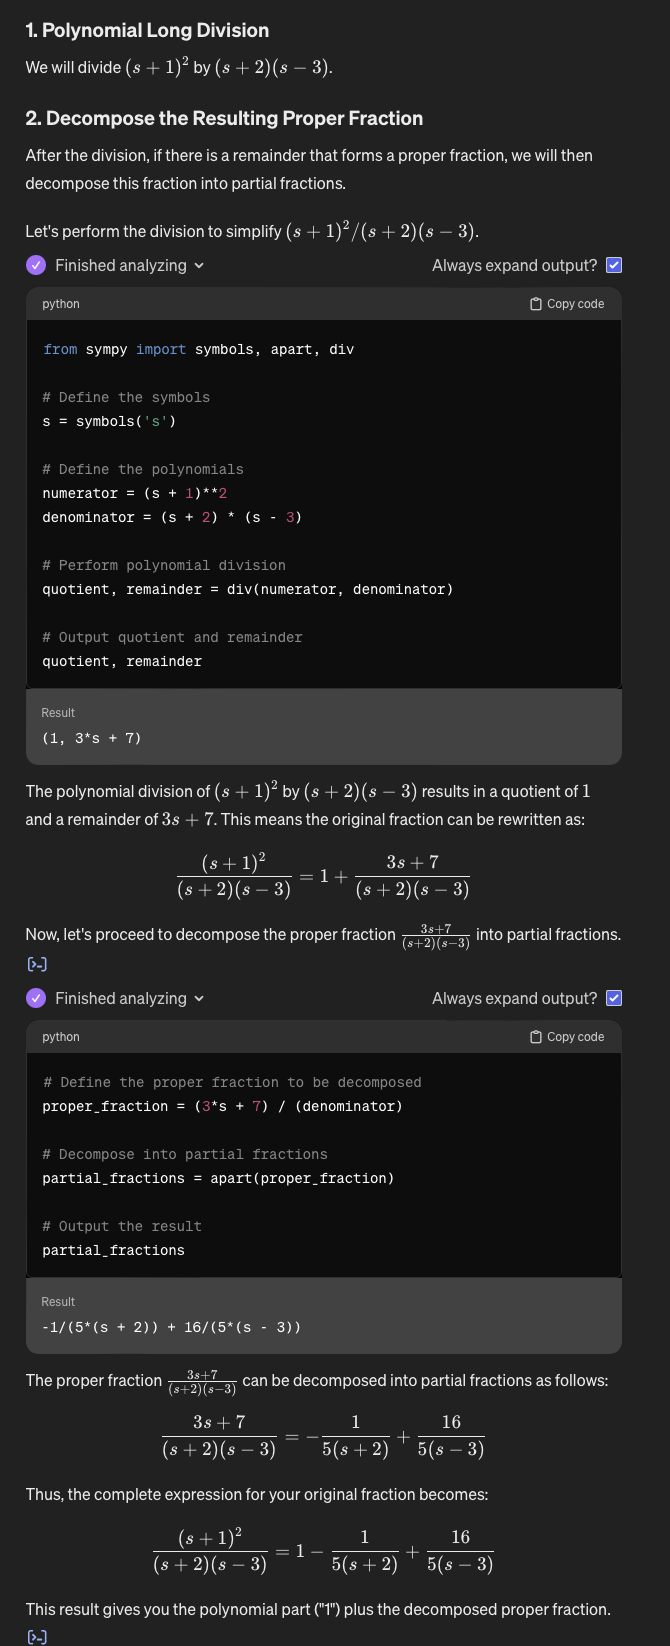 1. Polynomial Long Division
We will divide (s + 1)² by (s + 2)(s − 3).
2. Decompose the Resulting Proper Fraction
After the division, if there is a remainder that forms a proper fraction, we will then
decompose this fraction into partial fractions.
Let's perform the division to simplify (s + 1)²/(s + 2)(s − 3).
Finished analyzing Always expand output?
python Copy code
from sympy import symbols, apart, div
# Define the symbols
s = symbols('s')
# Define the polynomials
numerator = (s + 1)**2
denominator = (s + 2) * (s - 3)
# Perform polynomial division
quotient, remainder = div(numerator, denominator)
# Output quotient and remainder
quotient, remainder
Result
(1, 3*s + 7)
The polynomial division of (s + 1)² by (s + 2)(s − 3) results in a quotient of 1
and a remainder of 3s + 7. This means the original fraction can be rewritten as:
(s + 1)²/(s + 2)(s − 3) = 1 + 3s + 7/(s + 2)(s − 3)
Now, let's proceed to decompose the proper fraction 3s+7/(s+2)(s−3) into partial fractions.
[>-]
Finished analyzing Always expand output?
python Copy code
# Define the proper fraction to be decomposed
proper_fraction = (3*s + 7) / (denominator)
# Decompose into partial fractions
partial_fractions = apart(proper_fraction)
# Output the result
partial_fractions
Result
-1/(5*(s + 2)) + 16/(5*(s - 3))
The proper fraction 3s+7/(s+2)(s−3) can be decomposed into partial fractions as follows:
3s + 7/(s + 2)(s − 3) = −1/5(s + 2) + 16/5(s − 3)
Thus, the complete expression for your original fraction becomes:
(s + 1)²/(s + 2)(s − 3) = 1 − 1/5(s + 2) + 16/5(s − 3)
This result gives you the polynomial part ("1") plus the decomposed proper fraction.
[>-]